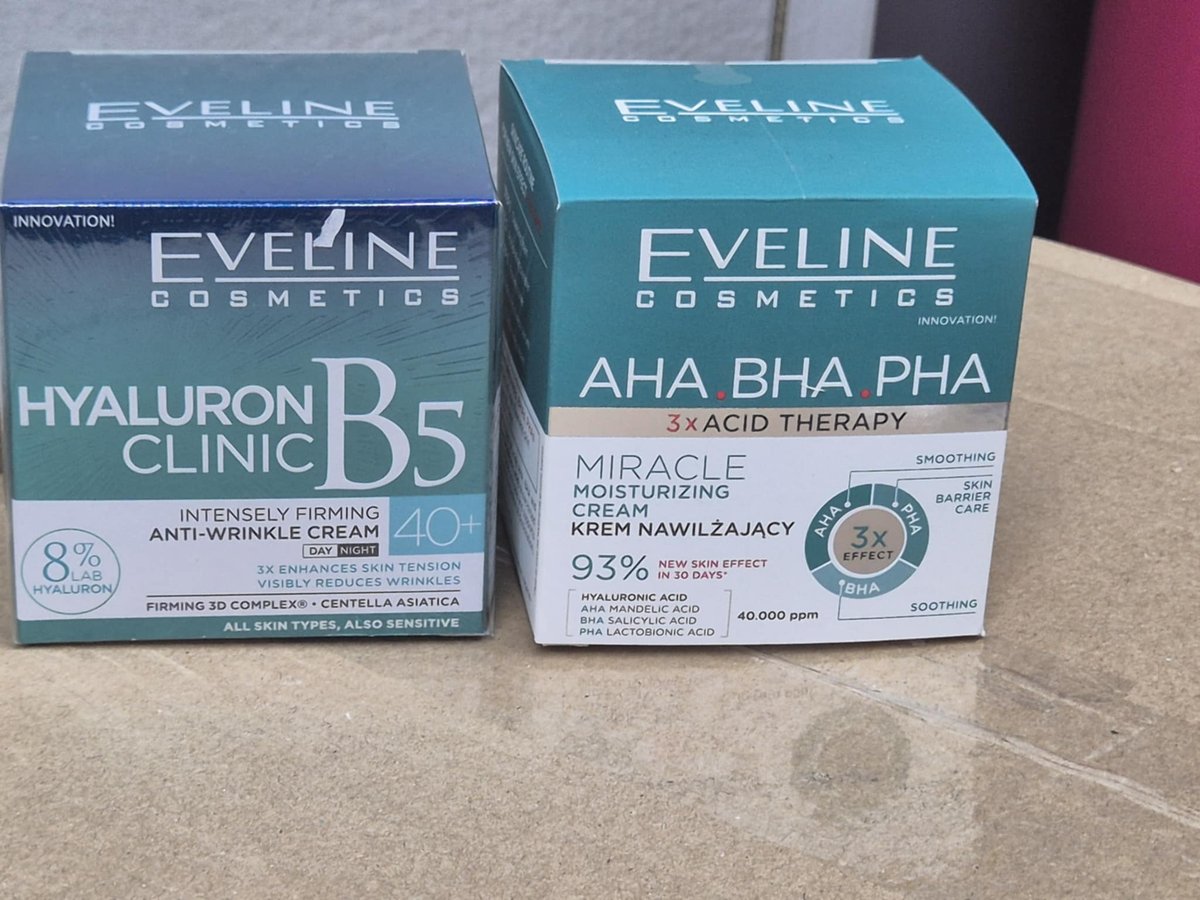 EVELINE
COSMETICS
INNOVATION!
EVELINE
COSMETICS
HYALURON
CLINIC
B5
INTENSELY FIRMING
ANTI-WRINKLE CREAM
DAY NIGHT
40+
8%
LAB
HYALURON
3X ENHANCES SKIN TENSION
VISIBLY REDUCES WRINKLES
FIRMING 3D COMPLEX® • CENTELLA ASIATICA
ALL SKIN TYPES, ALSO SENSITIVE
EVELINE
COSMETICS
EVELINE
COSMETICS
INNOVATION!
AHA.BHA.PHA
3x ACID THERAPY
MIRACLE
MOISTURIZING
CREAM
KREM NAWILŻAJĄCY
93% NEW SKIN EFFECT
IN 30 DAYS*
HYALURONIC ACID
AHA MANDELIC ACID
BHA SALICYLIC ACID
PHA LACTOBIONIC ACID
40.000 ppm
SMOOTHING
SKIN
BARRIER
CARE
AHA
PHA
3x
EFFECT
BHA
SOOTHING